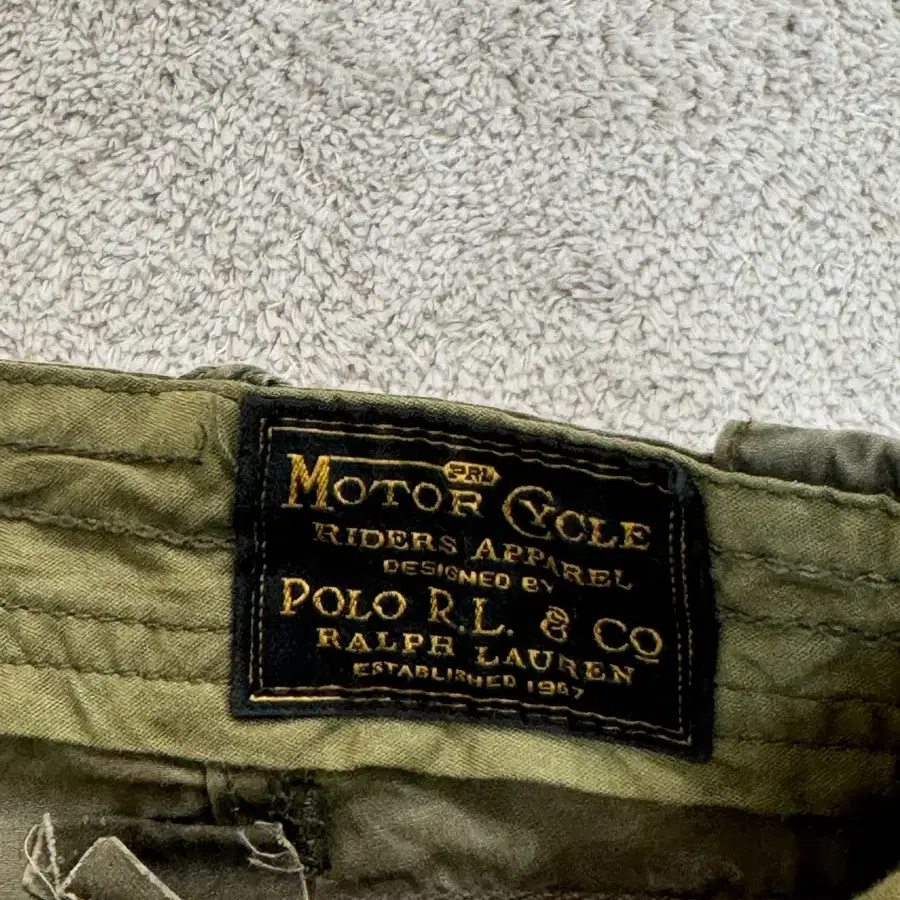 PRL
MOTOR CYCLE
RIDERS APPAREL
DESIGNED BY
POLO R.L. & CO
RALPH LAUREN
ESTABLISHED 1967